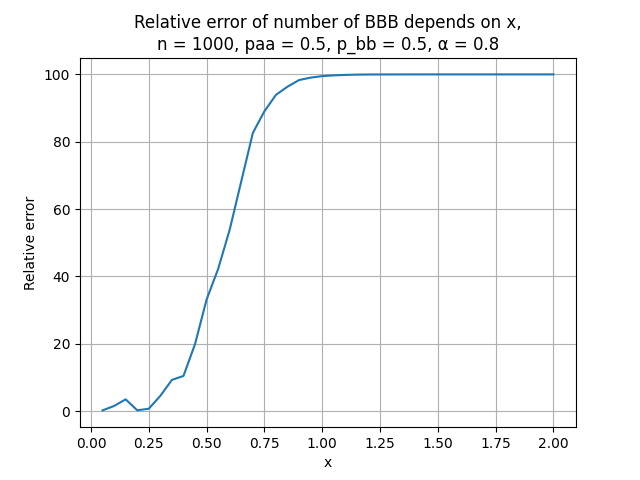 Relative error of number of BBB depends on x,
n = 1000, paa = 0.5, p_bb = 0.5, α = 0.8
100
80
60
40
20
0
Relative error
0.00 0.25 0.50 0.75 1.00 1.25 1.50 1.75 2.00
x